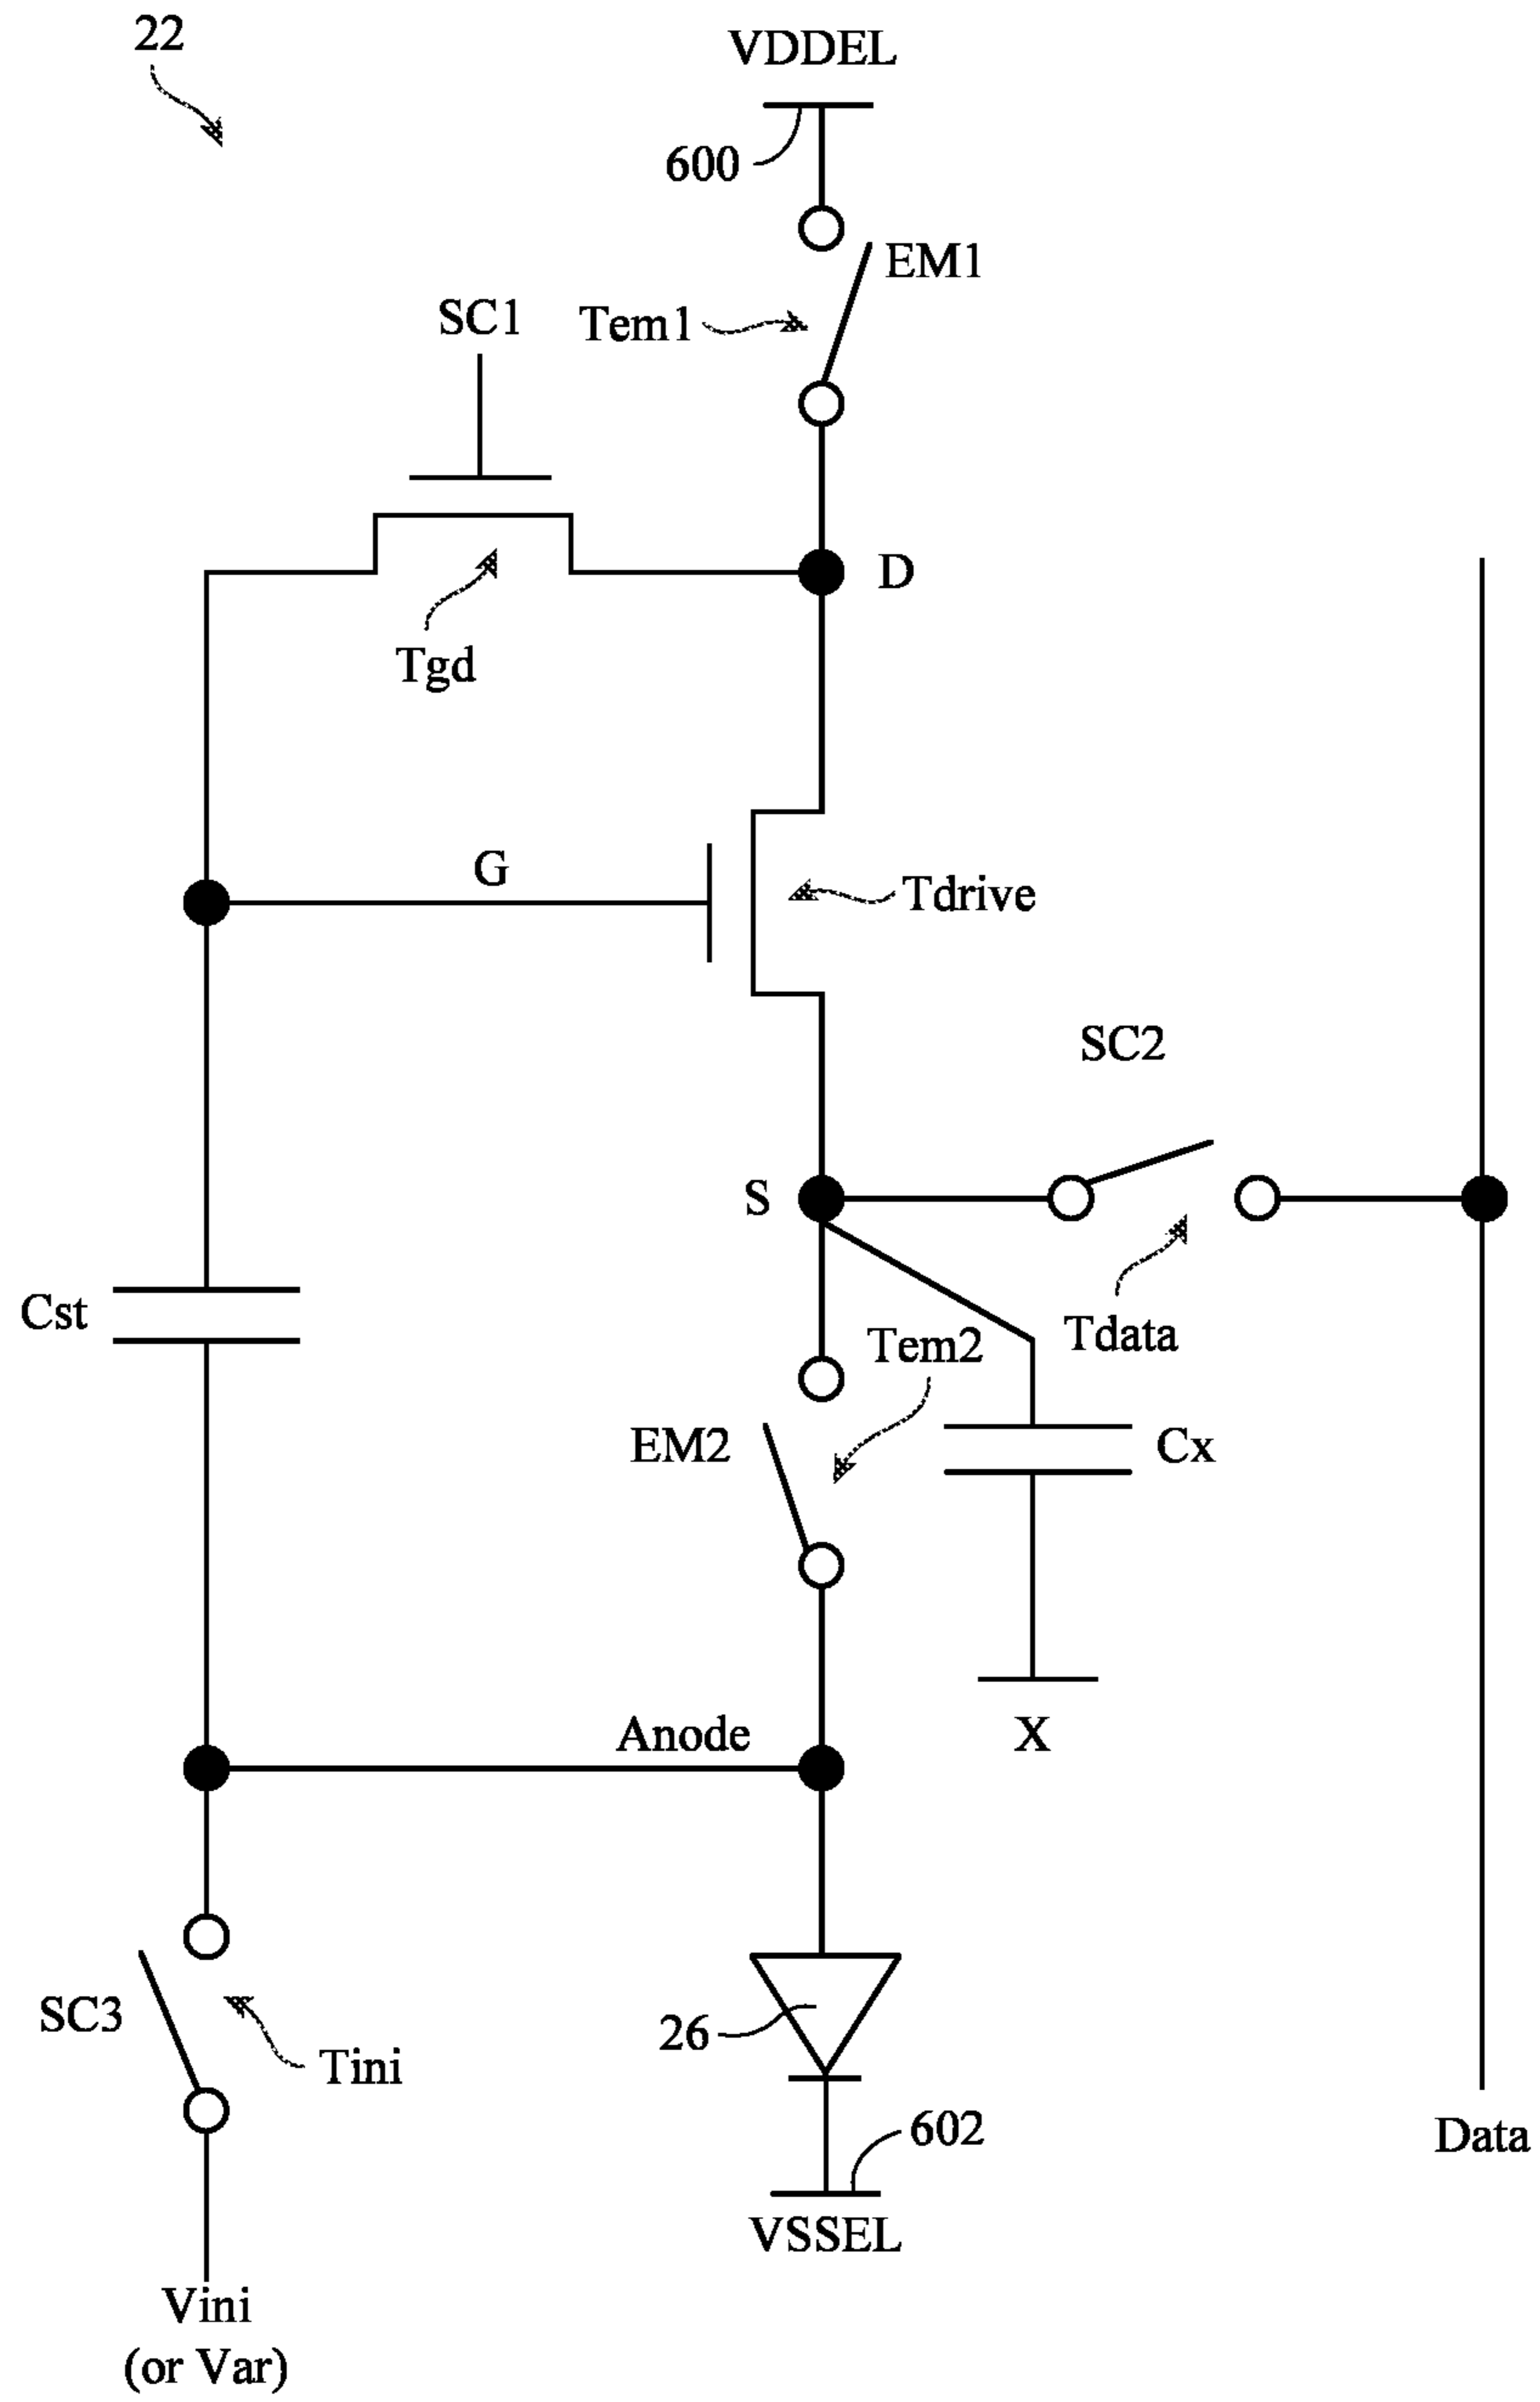 22
VDDEL
600
EM1
SC1
Tem1
D
Tgd
G
Tdrive
SC2
S
Cst
Tdata
Tem2
EM2
Cx
X
Anode
SC3
26
Tini
602
Data
VSSEL
Vini
(or Var)